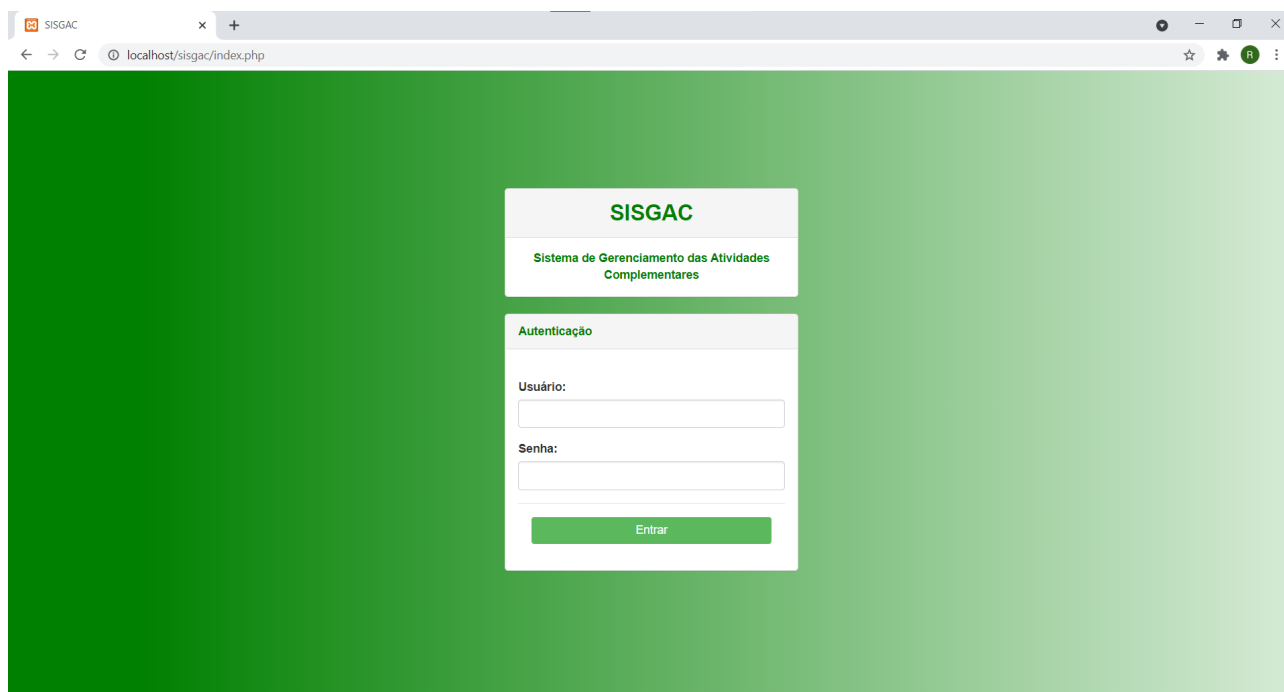 SISGAC
localhost/sisgac/index.php
R
SISGAC
Sistema de Gerenciamento das Atividades
Complementares
Autenticação
Usuário:
Senha:
Entrar